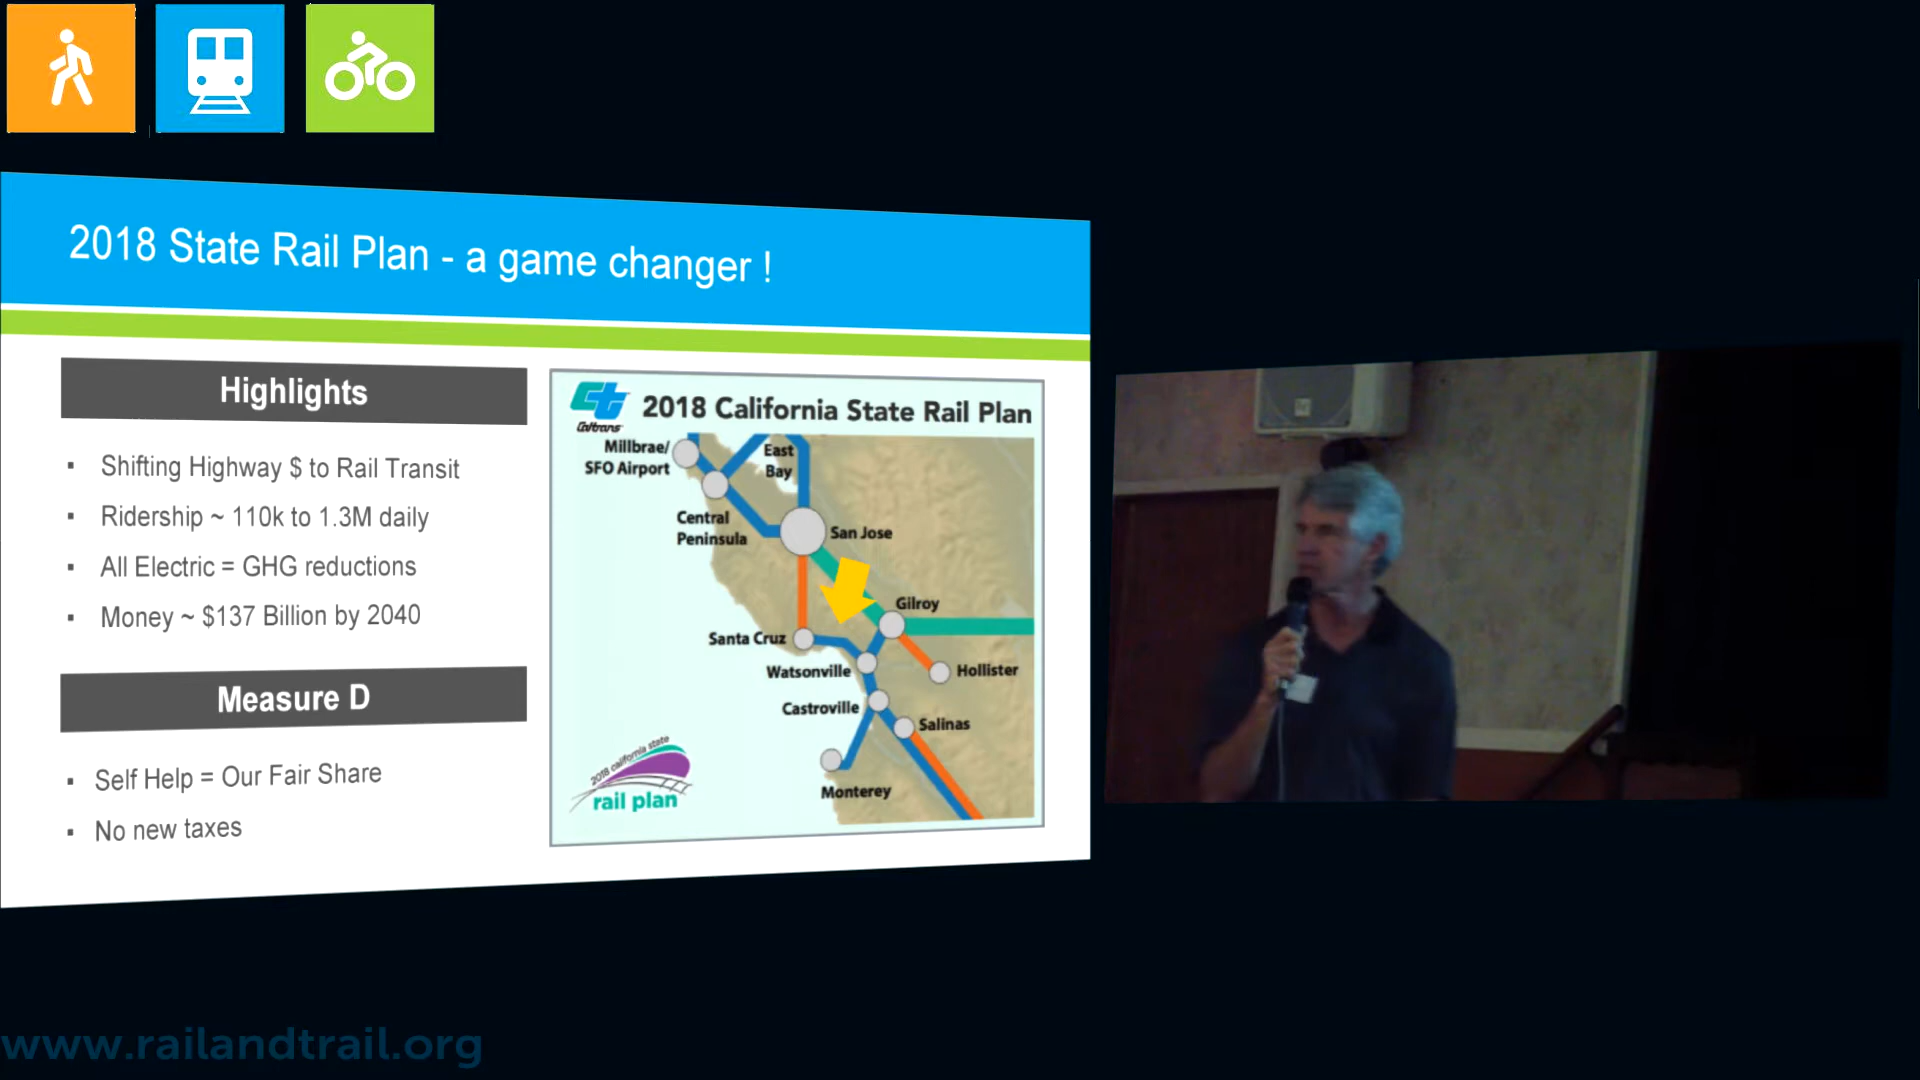 2018 State Rail Plan - a game changer !
Highlights
▪ Shifting Highway $ to Rail Transit
▪ Ridership ~ 110k to 1.3M daily
▪ All Electric = GHG reductions
▪ Money ~ $137 Billion by 2040
Measure D
▪ Self Help = Our Fair Share
▪ No new taxes
ct
Caltrans
2018 California State Rail Plan
Millbrae/
SFO Airport
East
Bay
Central
Peninsula
San Jose
Gilroy
Santa Cruz
Watsonville
Hollister
Castroville
Salinas
Monterey
2018 california state
rail plan
www.railandtrail.org